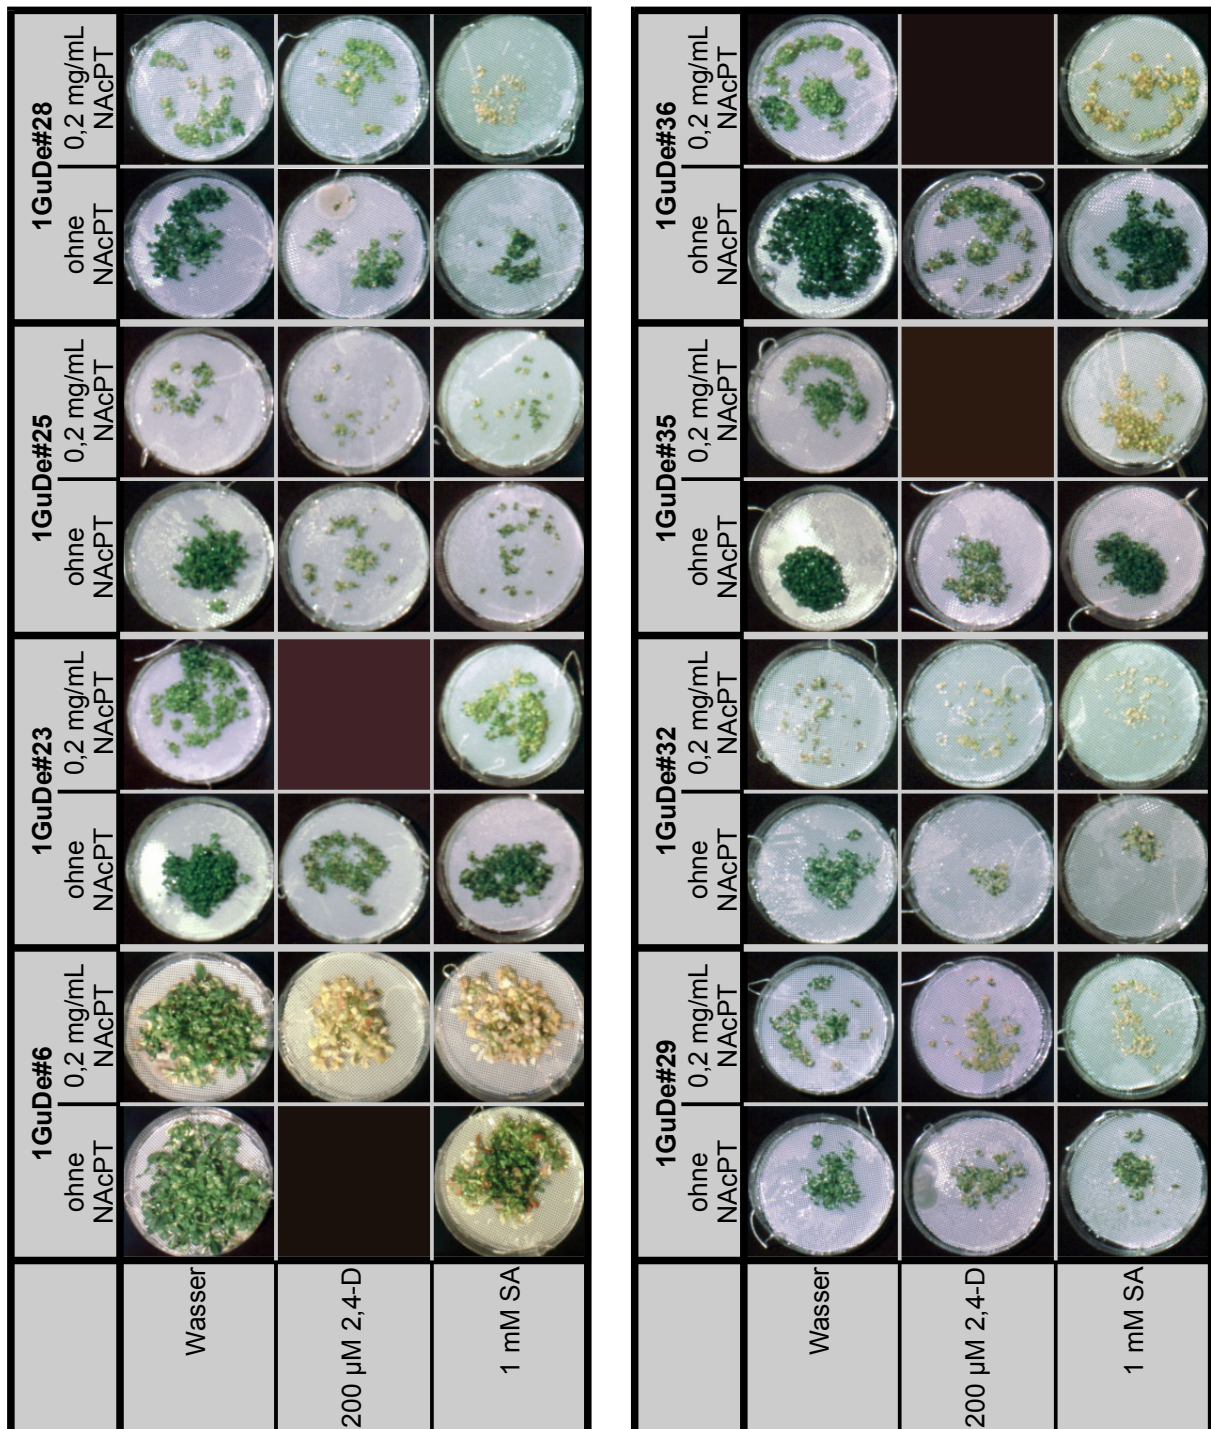 1GuDe#6
1GuDe#23
1GuDe#25
1GuDe#28
ohne
NAcPT
0,2 mg/mL
NAcPT
ohne
NAcPT
0,2 mg/mL
NAcPT
ohne
NAcPT
0,2 mg/mL
NAcPT
ohne
NAcPT
0,2 mg/mL
NAcPT
Wasser
200 µM 2,4-D
1 mM SA
1GuDe#29
1GuDe#32
1GuDe#35
1GuDe#36
ohne
NAcPT
0,2 mg/mL
NAcPT
ohne
NAcPT
0,2 mg/mL
NAcPT
ohne
NAcPT
0,2 mg/mL
NAcPT
ohne
NAcPT
0,2 mg/mL
NAcPT
Wasser
200 µM 2,4-D
1 mM SA